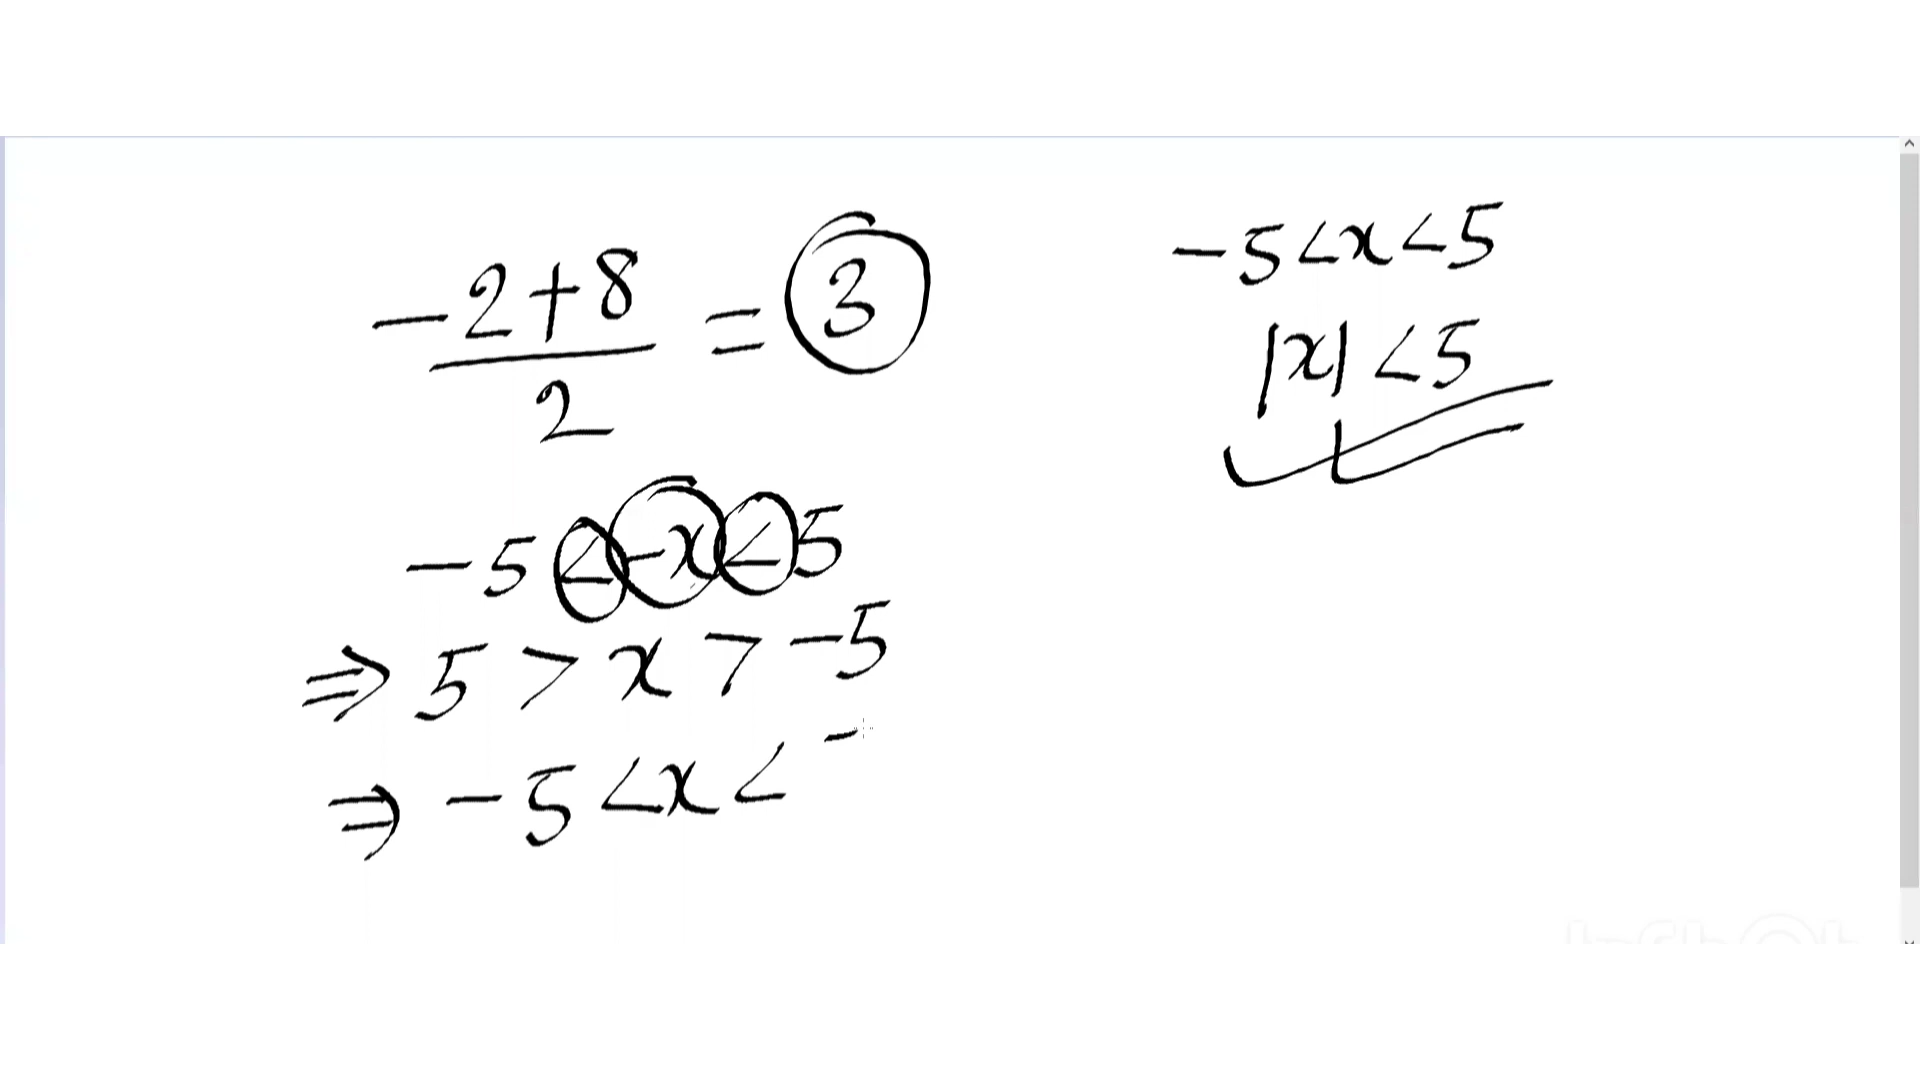 -2+8
2
= 3
-5<-x<5
⇒ 5 > x > -5
⇒ -5 < x < -
-5<x<5
|x| <5